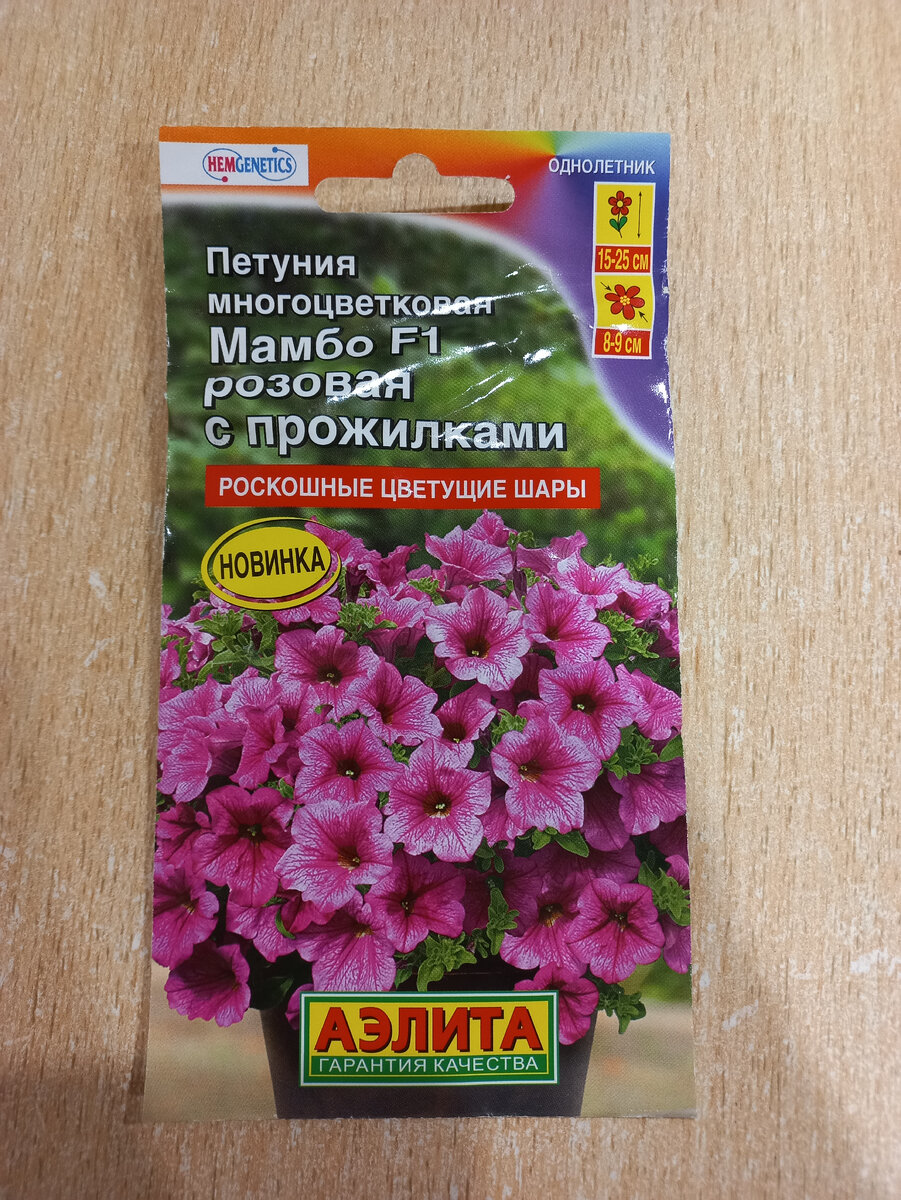 HEMGENETICS
ОДНОЛЕТНИК
15-25 см
8-9 см
Петуния
многоцветковая
Мамбо F1
розовая
с прожилками
РОСКОШНЫЕ ЦВЕТУЩИЕ ШАРЫ
НОВИНКА
АЭЛИТА
ГАРАНТИЯ КАЧЕСТВА